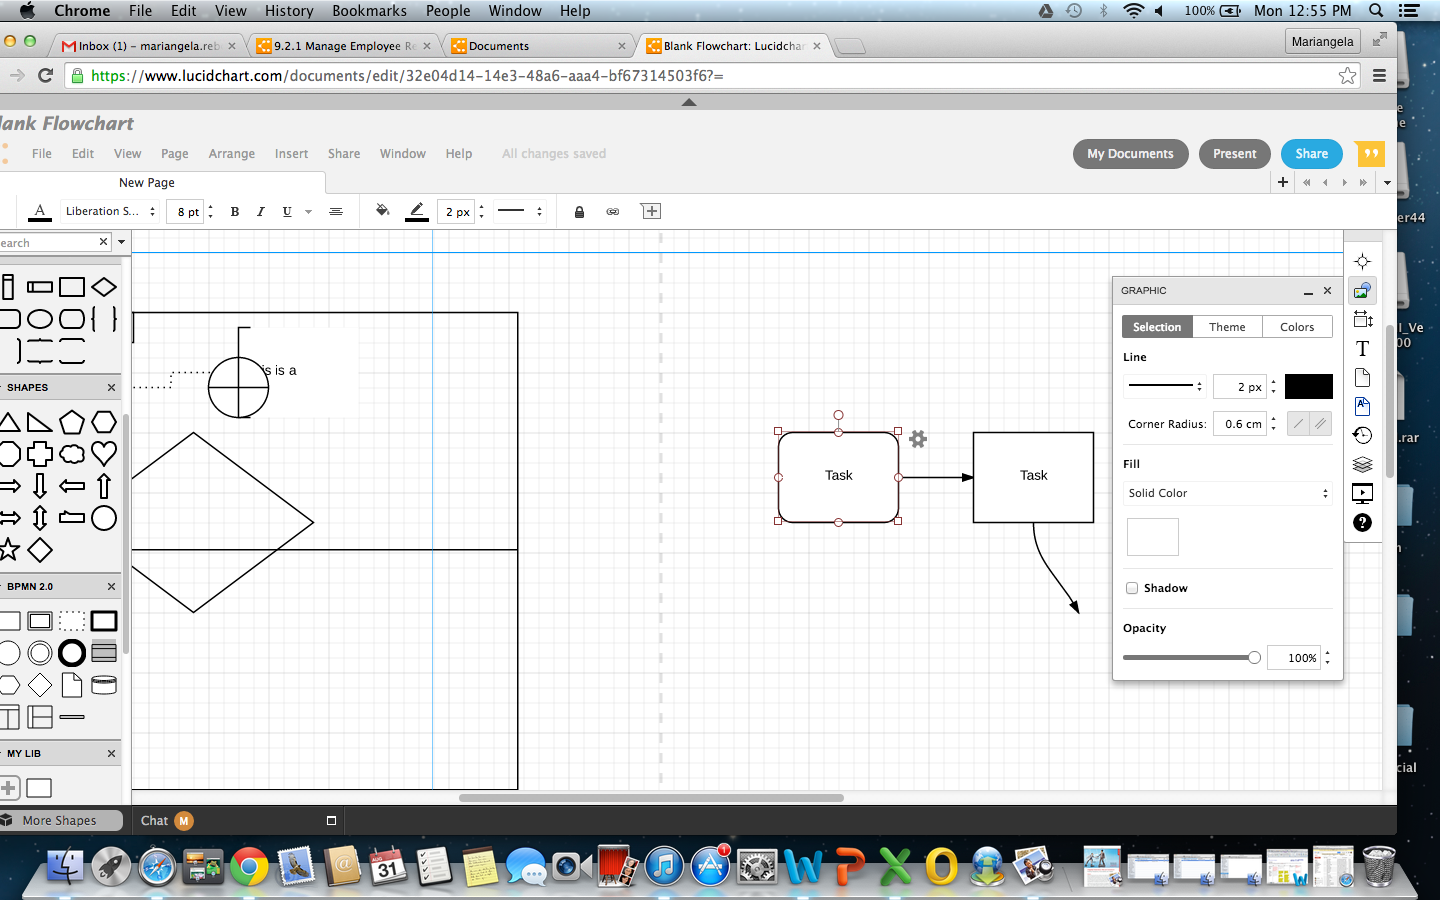 Chrome File Edit View History Bookmarks People Window Help 100% Mon 12:55 PM
Inbox (1) – mariangela.reb 9.2.1 Manage Employee Re Documents Blank Flowchart: Lucidchar Mariangela
https://www.lucidchart.com/documents/edit/32e04d14-14e3-48a6-aaa4-bf67314503f6?=
lank Flowchart
File Edit View Page Arrange Insert Share Window Help All changes saved My Documents Present Share
New Page
A Liberation S... 8 pt B I U 2 px
earch
er44
GRAPHIC
Selection Theme Colors
Line
2 px
Corner Radius: 0.6 cm
Fill
Solid Color
Shadow
Opacity
100%
T
A
?
l_Ve
00
.rar
cial
is is a
Task
Task
SHAPES
BPMN 2.0
MY LIB
More Shapes Chat M
AUG
31
1
W P X O